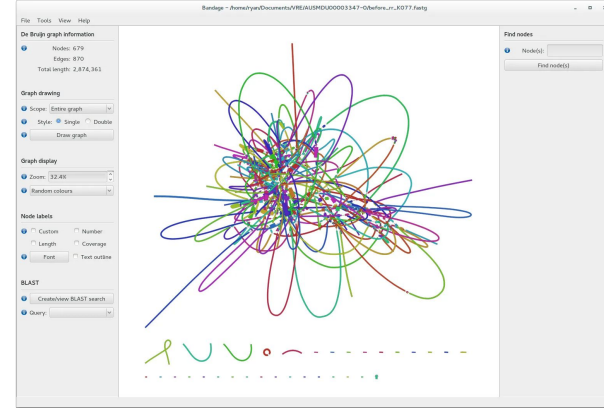 Bandage - /home/ryan/Documents/VRE/AUSMDU00003347-0/before_rr_K077.fastg
File Tools View Help
De Bruijn graph information
Nodes: 679
Edges: 870
Total length: 2,874,361
Graph drawing
Scope: Entire graph
Style: Single Double
Draw graph
Graph display
Zoom: 32.4X
Random colours
Node labels
Custom Number
Length Coverage
Font Text outline
BLAST
Create/view BLAST search
Query:
Find nodes
Node(s):
Find node(s)